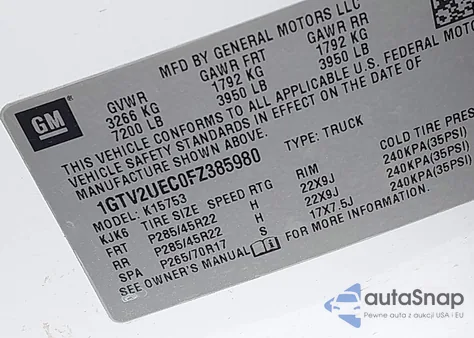 MFD BY GENERAL MOTORS LLC
GM
GVWR GAWR FRT GAWR RR
3266 KG 1792 KG 1792 KG
7200 LB 3950 LB 3950 LB
THIS VEHICLE CONFORMS TO ALL APPLICABLE U.S. FEDERAL MOTOR
VEHICLE SAFETY STANDARDS IN EFFECT ON THE DATE OF
MANUFACTURE SHOWN ABOVE.
1GTV2UEC0FZ385980 TYPE: TRUCK
MODEL: K15753
KJK6 TIRE SIZE SPEED RTG RIM COLD TIRE PRES
FRT P285/45R22 H 22X9J 240KPA(35PSI)
RR P285/45R22 H 22X9J 240KPA(35PSI)
SPA P265/70R17 S 17X7.5J 240KPA(35PSI)
SEE OWNER'S MANUAL
autaSnap
Pewne auta z aukcji USA i EU